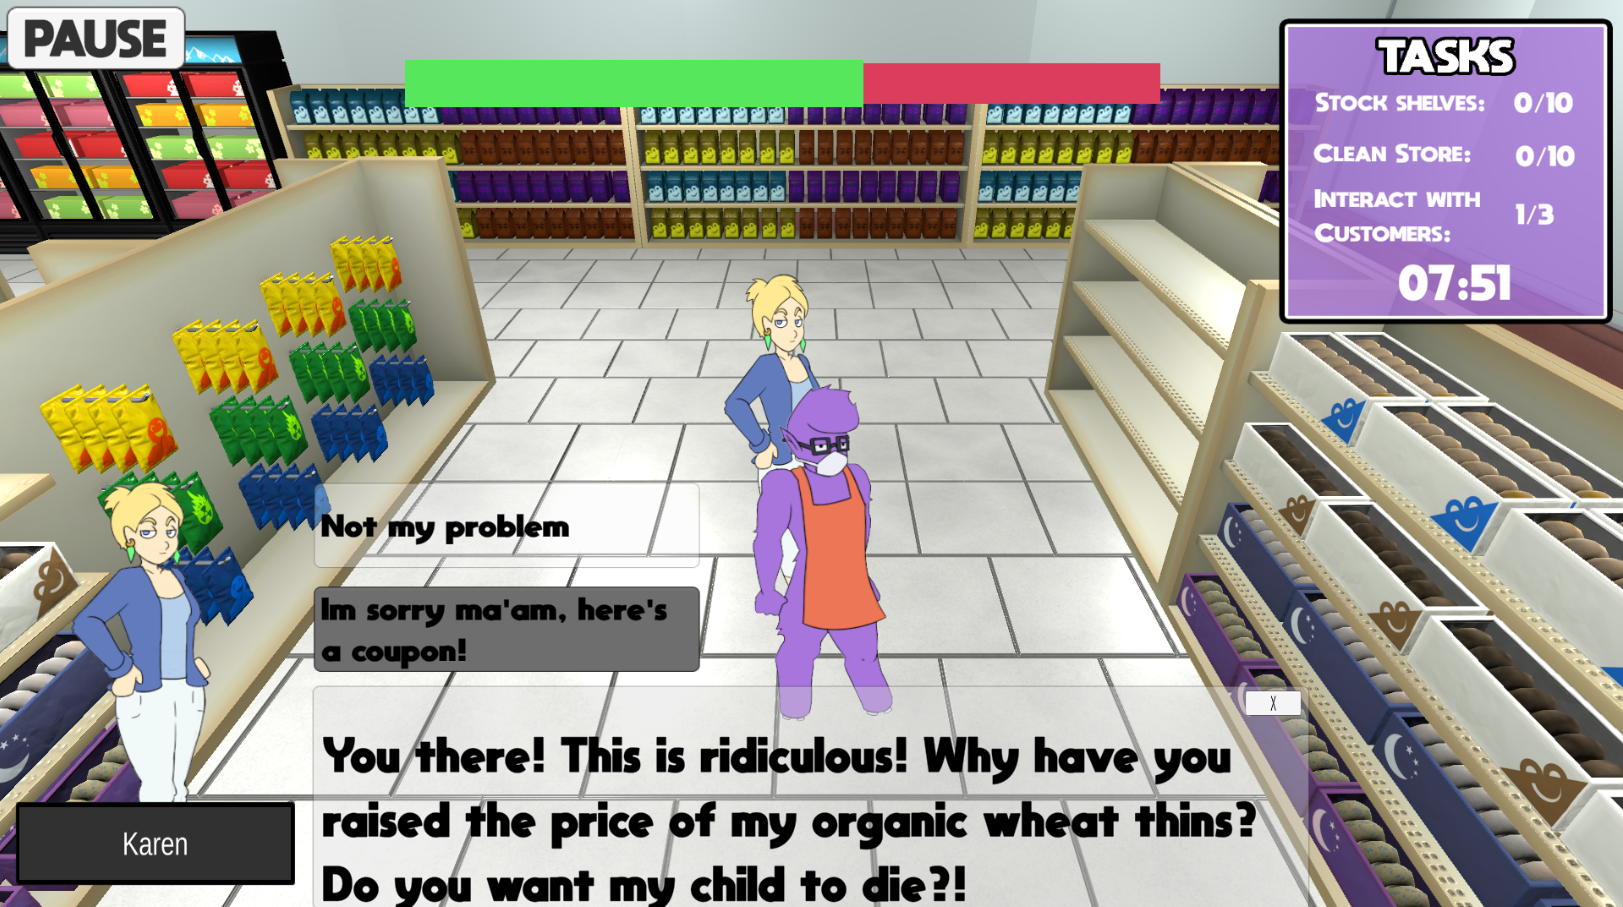 PAUSE
TASKS
STOCK SHELVES: 0/10
CLEAN STORE: 0/10
INTERACT WITH
CUSTOMERS: 1/3
07:51
Not my problem
Im sorry ma'am, here's
a coupon!
X
You there! This is ridiculous! Why have you
raised the price of my organic wheat thins?
Do you want my child to die?!
Karen